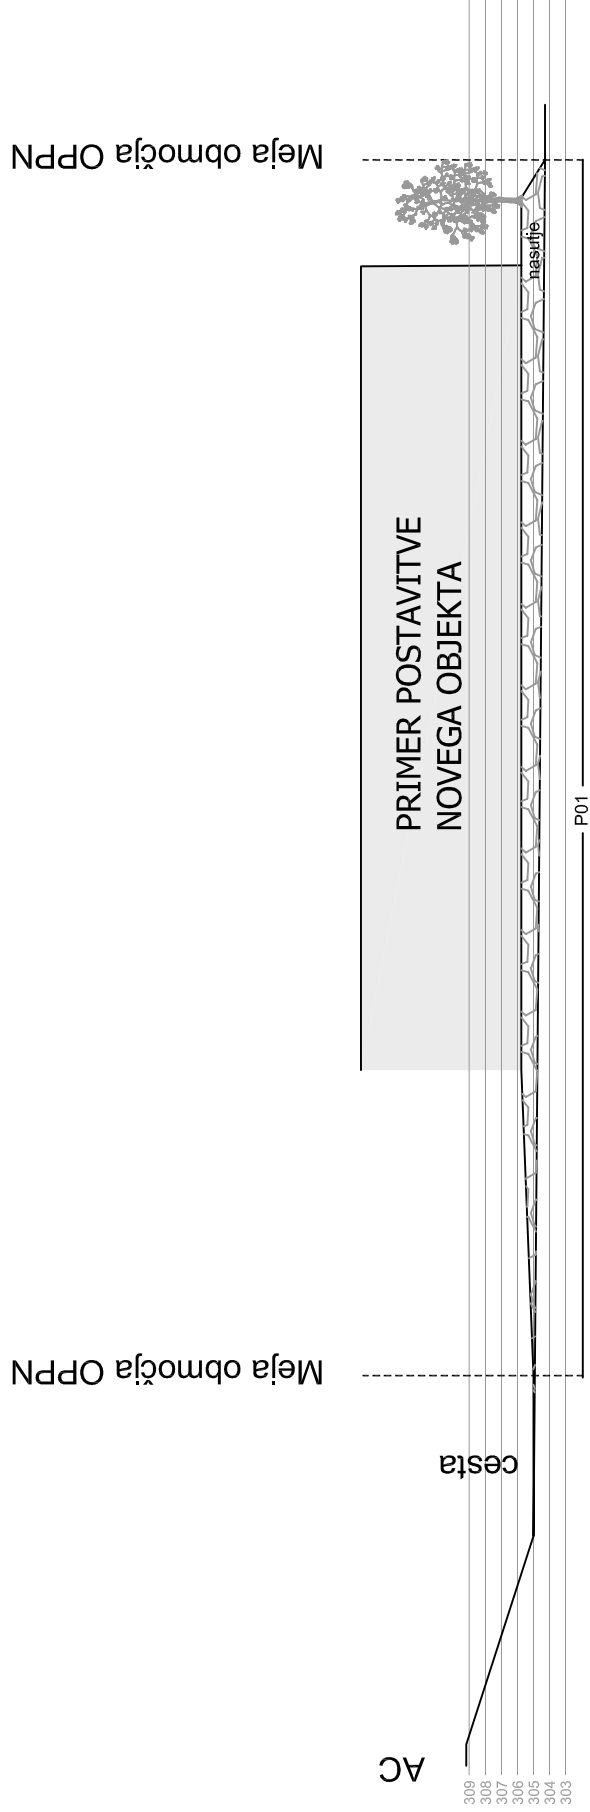 Meja območja OPPN
nasutje
PRIMER POSTAVITVE
NOVEGA OBJEKTA
P01
Meja območja OPPN
cesta
AC
309
308
307
306
305
304
303